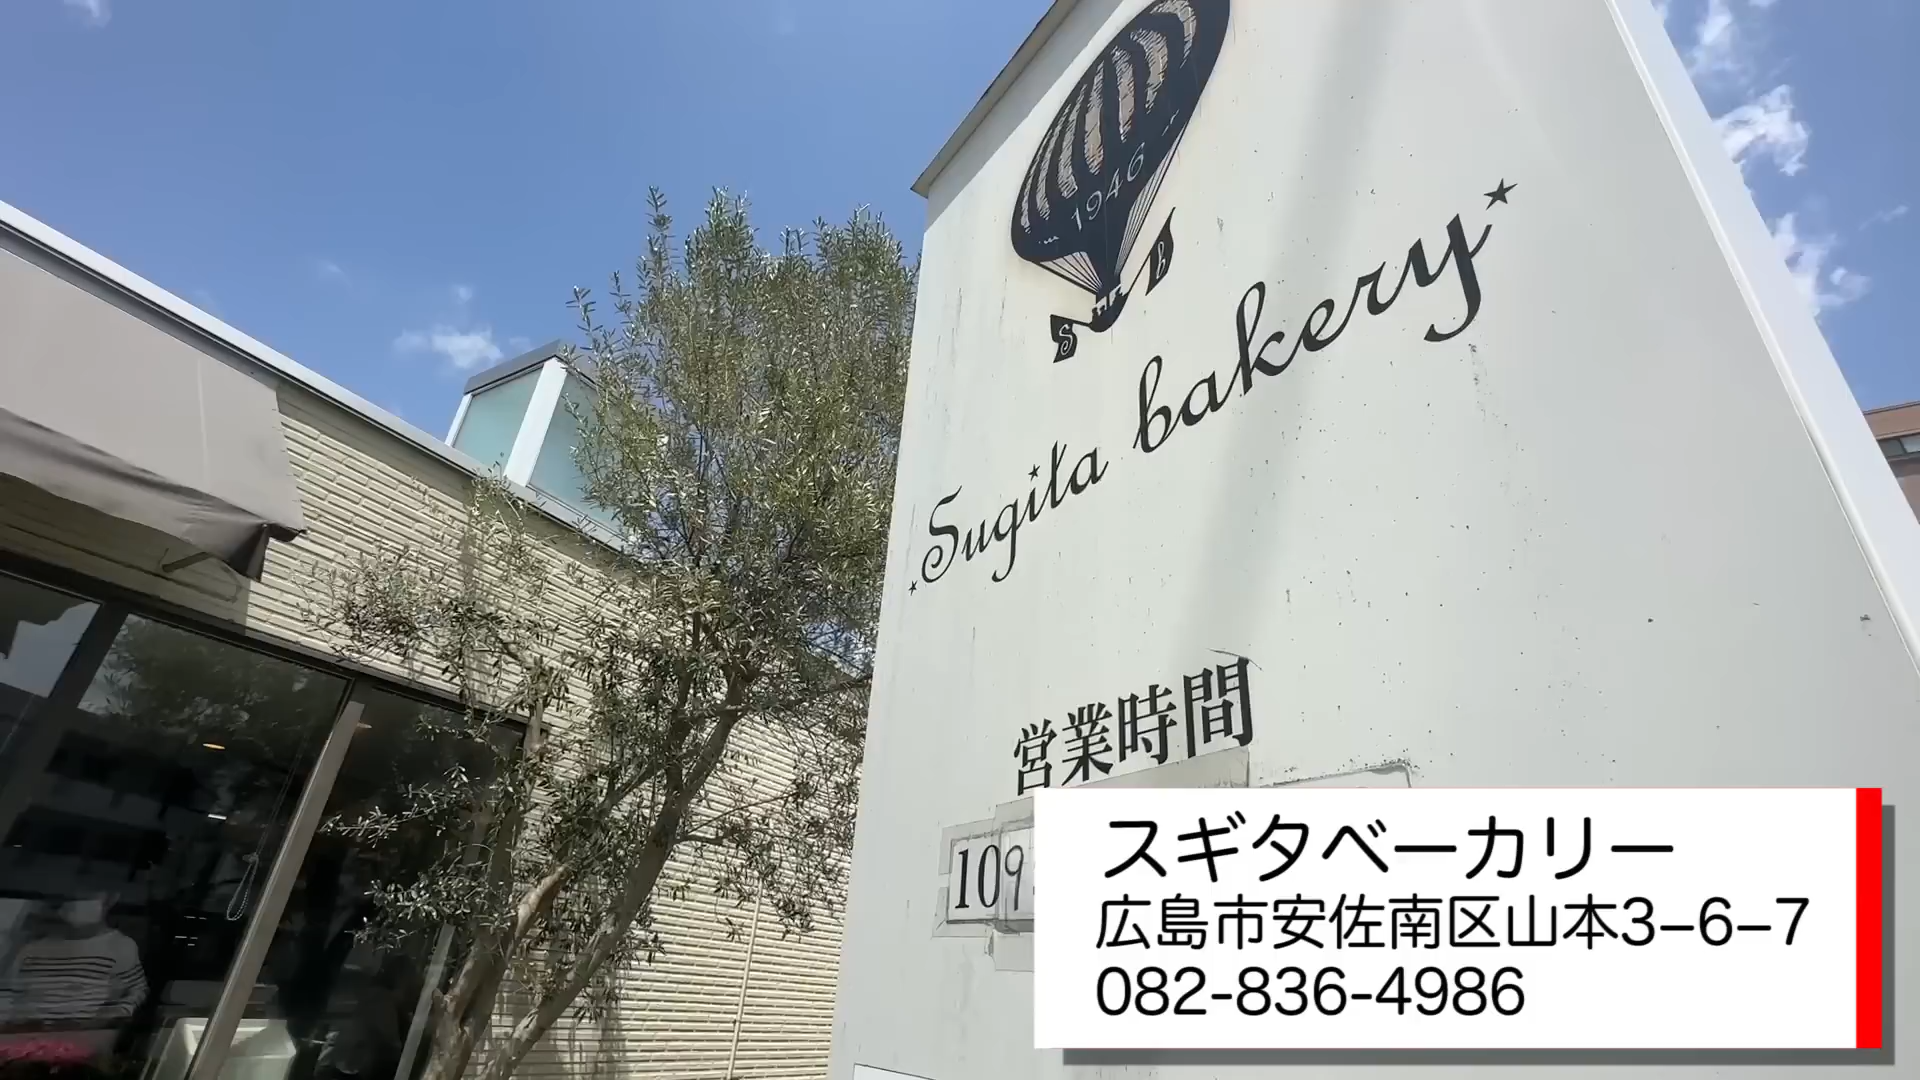 1946
S b
Sugita bakery
営業時間
109
スギタベーカリー
広島市安佐南区山本3-6-7
082-836-4986